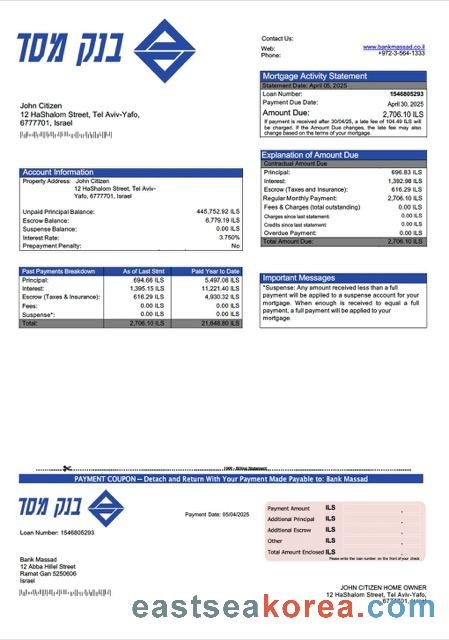 בנק מסד
Contact Us:
Web: www.bankmassad.co.il
Phone: +972-3-564-1333
Mortgage Activity Statement
Statement Date: April 05, 2025
Loan Number: 1546805293
Payment Due Date: April 30, 2025
Amount Due: 2,706.10 ILS
If payment is received after 30/04/25, a late fee of 104.49 ILS will
be charged. If the Amount Due changes, the late fee may also
change based on the terms of your mortgage.
John Citizen
12 HaShalom Street, Tel Aviv-Yafo,
6777701, Israel
Explanation of Amount Due
Contractual Amount Due
Principal: 696.83 ILS
Interest: 1,392.98 ILS
Escrow (Taxes and Insurance): 616.29 ILS
Regular Monthly Payment: 2,706.10 ILS
Fees & Charges (total outstanding) 0.00 ILS
Charges since last statement: 0.00 ILS
Credits since last statement: 0.00 ILS
Overdue Payment: 0.00 ILS
Total Amount Due: 2,706.10 ILS
Account Information
Property Address: John Citizen
12 HaShalom Street, Tel Aviv-
Yafo, 6777701, Israel
Unpaid Principal Balance: 445,752.92 ILS
Escrow Balance: 6,779.19 ILS
Suspense Balance: 0.00 ILS
Interest Rate: 3.750%
Prepayment Penalty: No
Past Payments Breakdown As of Last Stmt Paid Year to Date
Principal: 694.66 ILS 5,497.08 ILS
Interest: 1,395.15 ILS 11,221.40 ILS
Escrow (Taxes & Insurance): 616.29 ILS 4,930.32 ILS
Fees: 0.00 ILS 0.00 ILS
Suspense*: 0.00 ILS 0.00 ILS
Total: 2,706.10 ILS 21,648.80 ILS
Important Messages
*Suspense: Any amount received less than a full
payment will be applied to a suspense account for your
mortgage. When enough is received to equal a full
payment, a full payment will be applied to your
mortgage.
PAYMENT COUPON – Detach and Return With Your Payment Made Payable to: Bank Massad
בנק מסד
Loan Number: 1546805293
Payment Date: 05/04/2025
Payment Amount ILS
Additional Principal ILS
Additional Escrow ILS
Other ILS
Total Amount Enclosed ILS
Please write the loan number on the front of your check
Bank Massad
12 Abba Hillel Street
Ramat Gan 5250606
Israel
JOHN CITIZEN HOME OWNER
12 HaShalom Street, Tel Aviv-Yafo,
6777701, Israel
eastseakorea.com